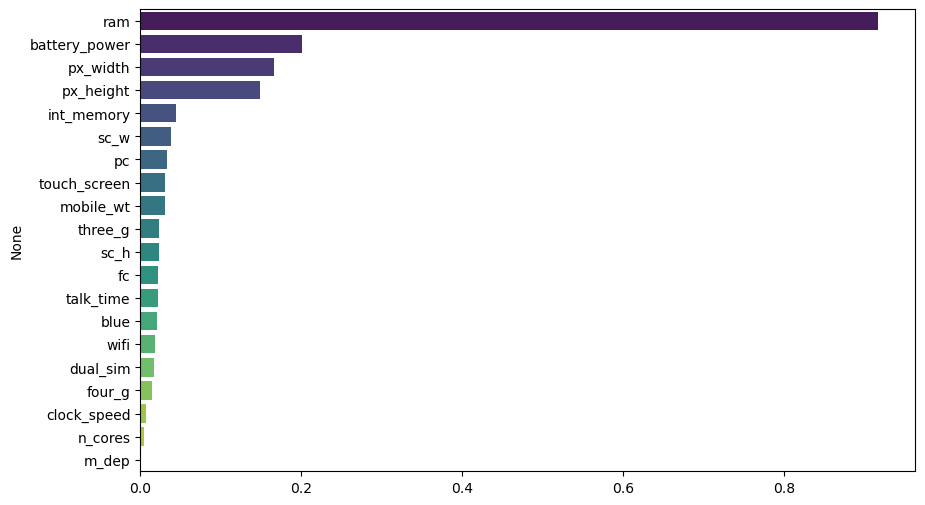 ram
battery_power
px_width
px_height
int_memory
sc_w
pc
touch_screen
mobile_wt
three_g
sc_h
fc
talk_time
blue
wifi
dual_sim
four_g
clock_speed
n_cores
m_dep
None
0.0 0.2 0.4 0.6 0.8